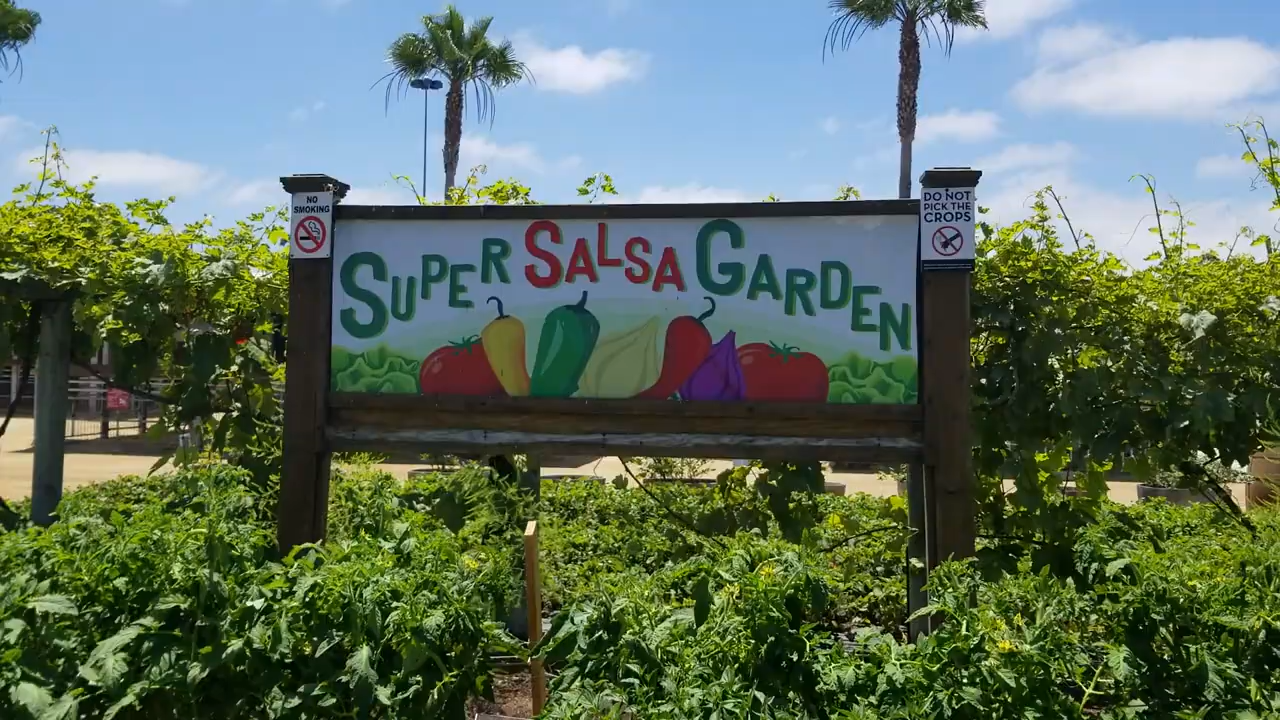 NO
SMOKING
SUPER SALSA GARDEN
DO NOT
PICK THE
CROPS